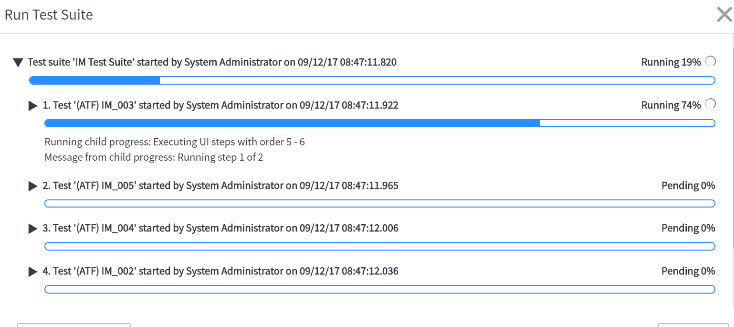 Run Test Suite
Test suite 'IM Test Suite' started by System Administrator on 09/12/17 08:47:11.820 Running 19%
1. Test '(ATF) IM_003' started by System Administrator on 09/12/17 08:47:11.922 Running 74%
Running child progress: Executing UI steps with order 5 - 6
Message from child progress: Running step 1 of 2
2. Test '(ATF) IM_005' started by System Administrator on 09/12/17 08:47:11.965 Pending 0%
3. Test '(ATF) IM_004' started by System Administrator on 09/12/17 08:47:12.006 Pending 0%
4. Test '(ATF) IM_002' started by System Administrator on 09/12/17 08:47:12.036 Pending 0%